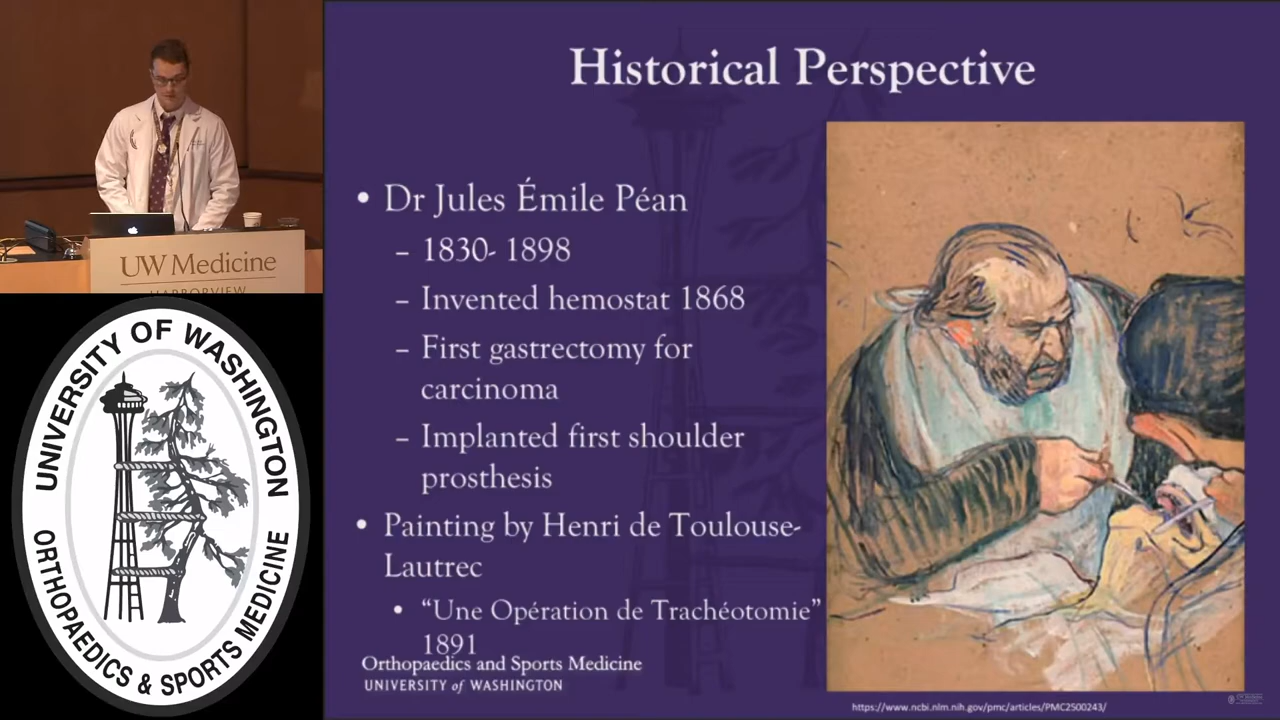 Historical Perspective
• Dr Jules Émile Péan
– 1830- 1898
– Invented hemostat 1868
– First gastrectomy for
carcinoma
– Implanted first shoulder
prosthesis
• Painting by Henri de Toulouse-
Lautrec
• “Une Opération de Trachéotomie”
1891
Orthopaedics and Sports Medicine
UNIVERSITY of WASHINGTON
https://www.ncbi.nlm.nih.gov/pmc/articles/PMC2500243/
UW Medicine
HARBORVIEW
UNIVERSITY OF WASHINGTON
ORTHOPAEDICS & SPORTS MEDICINE